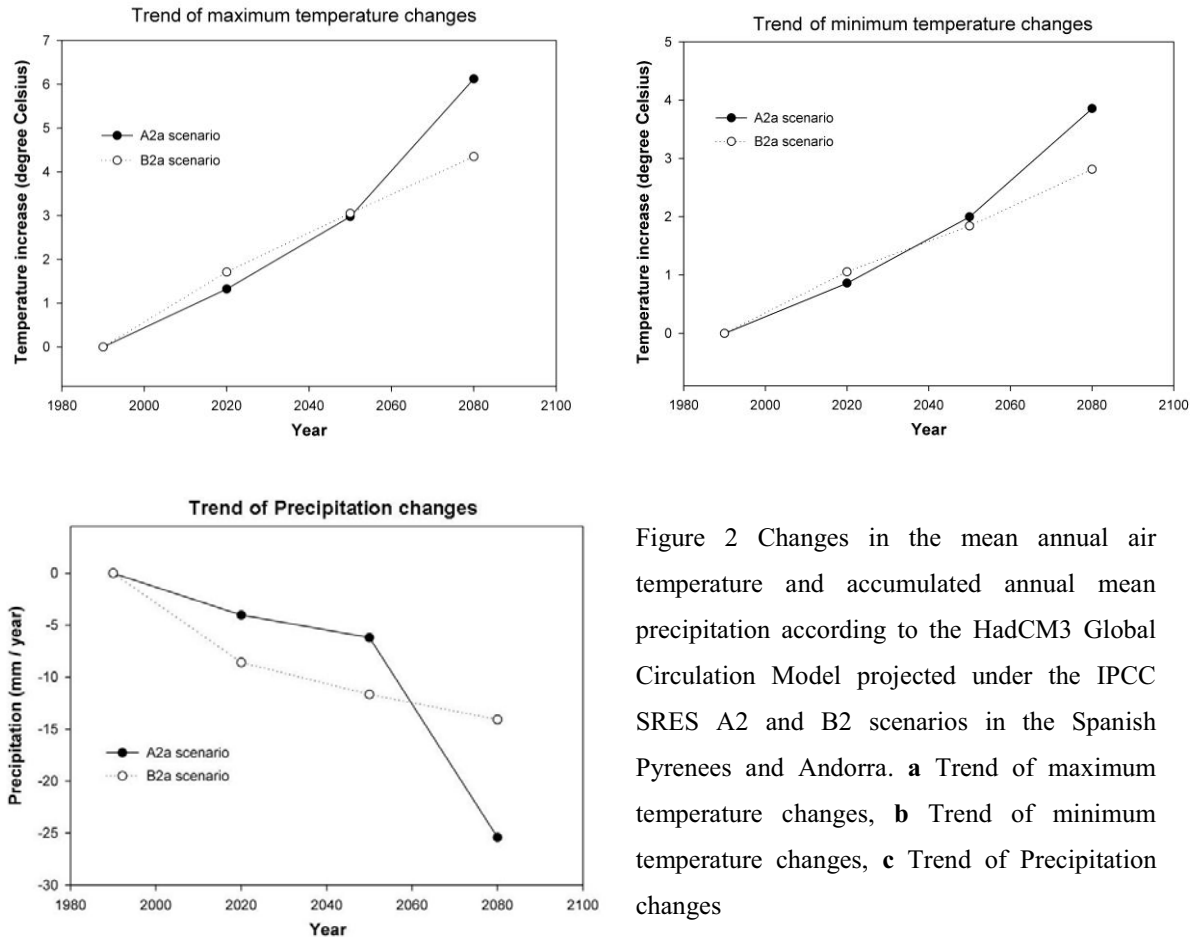 Trend of maximum temperature changes
Temperature increase (degree Celsius)
7
6
5
4
3
2
1
0
A2a scenario
B2a scenario
1980 2000 2020 2040 2060 2080 2100
Year
Trend of minimum temperature changes
Temperature increase (degree Celsius)
5
4
3
2
1
0
A2a scenario
B2a scenario
1980 2000 2020 2040 2060 2080 2100
Year
Trend of Precipitation changes
Precipitation (mm / year)
0
-5
-10
-15
-20
-25
-30
A2a scenario
B2a scenario
1980 2000 2020 2040 2060 2080 2100
Year
Figure 2 Changes in the mean annual air
temperature and accumulated annual mean
precipitation according to the HadCM3 Global
Circulation Model projected under the IPCC
SRES A2 and B2 scenarios in the Spanish
Pyrenees and Andorra. a Trend of maximum
temperature changes, b Trend of minimum
temperature changes, c Trend of Precipitation
changes